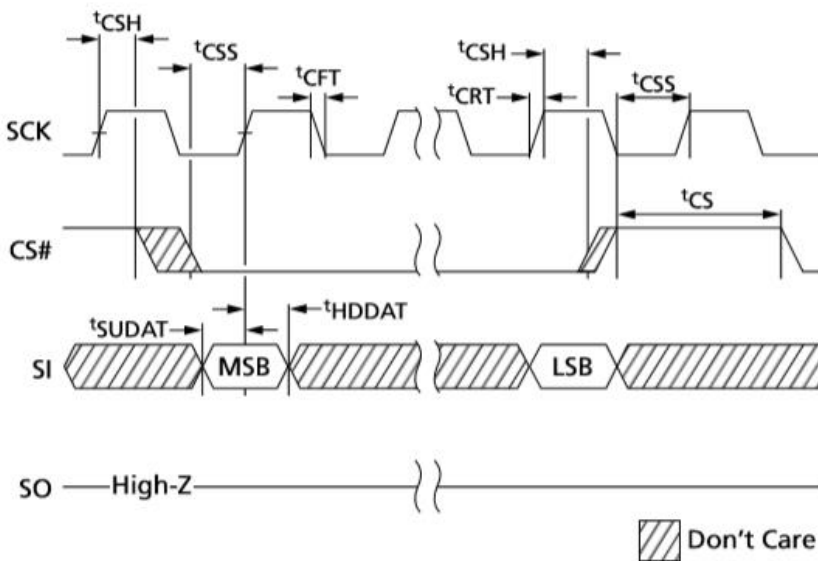 tCSH
tCSS
tCFT
tCSH
tCRT
tCSS
SCK
tCS
CS#
tSUDAT
tHDDAT
SI
MSB
LSB
SO
High-Z
Don't Care